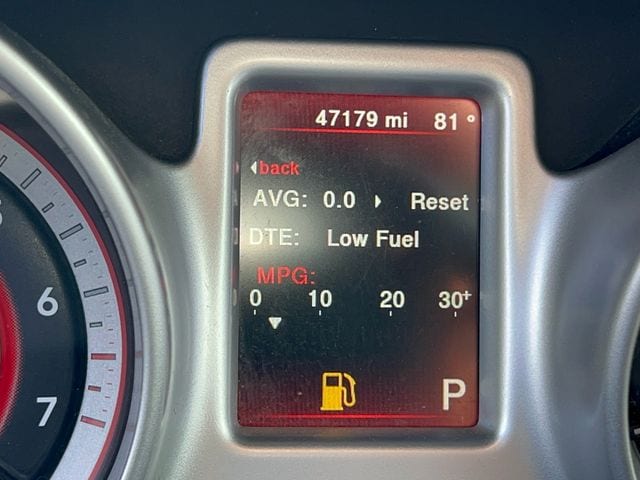 47179 mi 81°
back
AVG: 0.0 Reset
DTE: Low Fuel
MPG:
0 10 20 30+
P
6
7